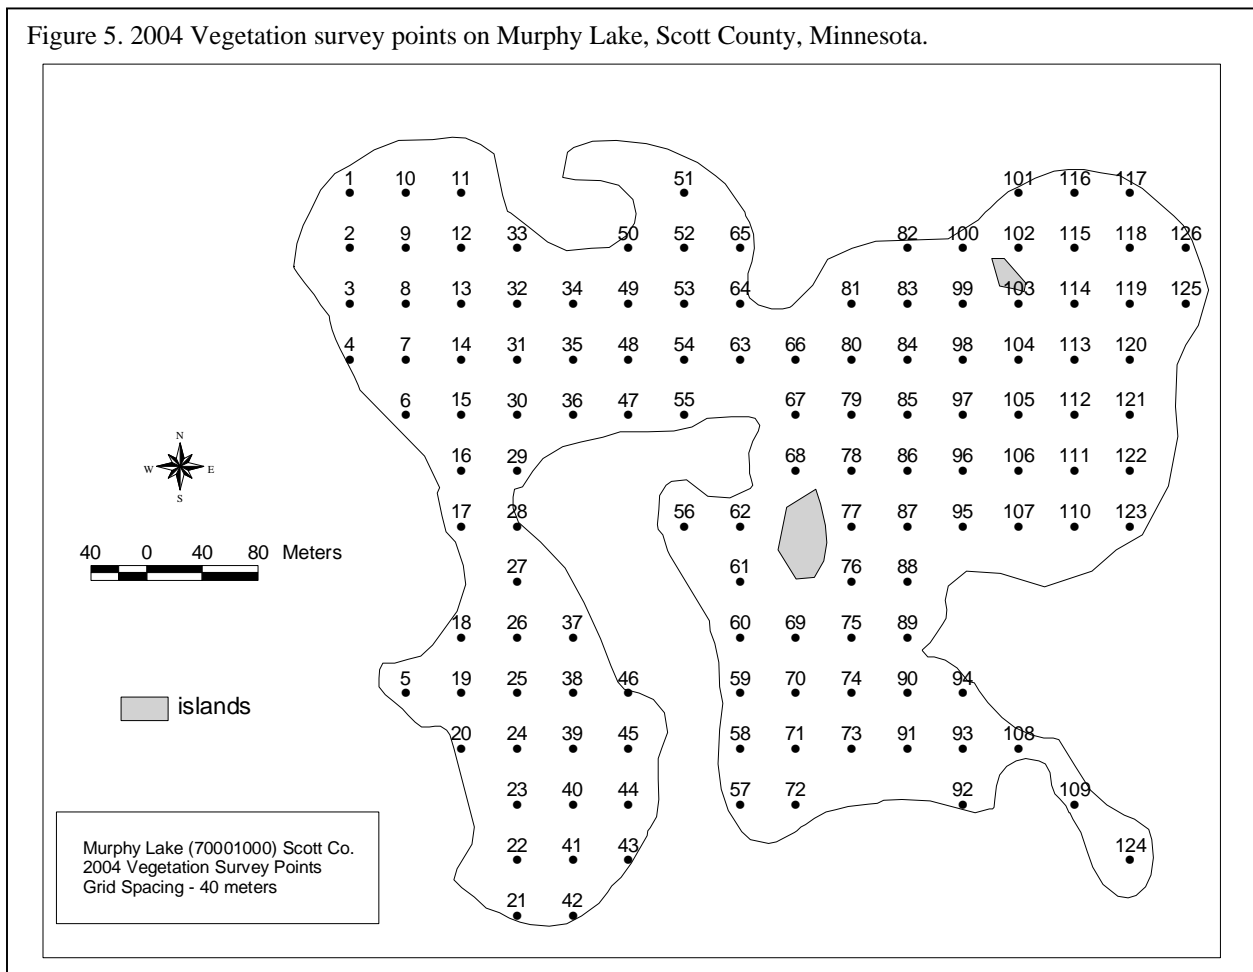 Figure 5. 2004 Vegetation survey points on Murphy Lake, Scott County, Minnesota.
1 10 11 51 101 116 117
2 9 12 33 50 52 65 82 100 102 115 118 126
3 8 13 32 34 49 53 64 81 83 99 103 114 119 125
4 7 14 31 35 48 54 63 66 80 84 98 104 113 120
6 15 30 36 47 55 67 79 85 97 105 112 121
N
16 29 68 78 86 96 106 111 122
W E
S
17 28 56 62 77 87 95 107 110 123
40 0 40 80 Meters
27 61 76 88
18 26 37 60 69 75 89
5 19 25 38 46 59 70 74 90 94
islands
20 24 39 45 58 71 73 91 93 108
23 40 44 57 72 92 109
Murphy Lake (70001000) Scott Co.
2004 Vegetation Survey Points
Grid Spacing - 40 meters
22 41 43 124
21 42